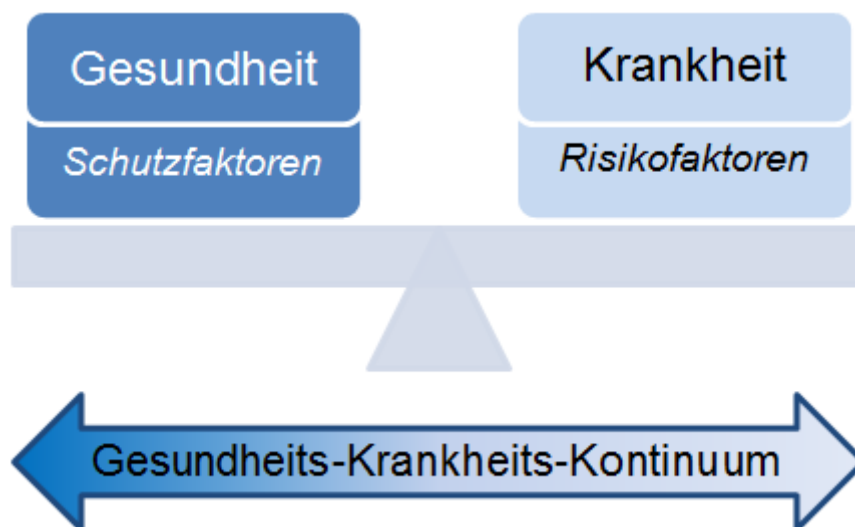 Gesundheit
Schutzfaktoren
Krankheit
Risikofaktoren
Gesundheits-Krankheits-Kontinuum